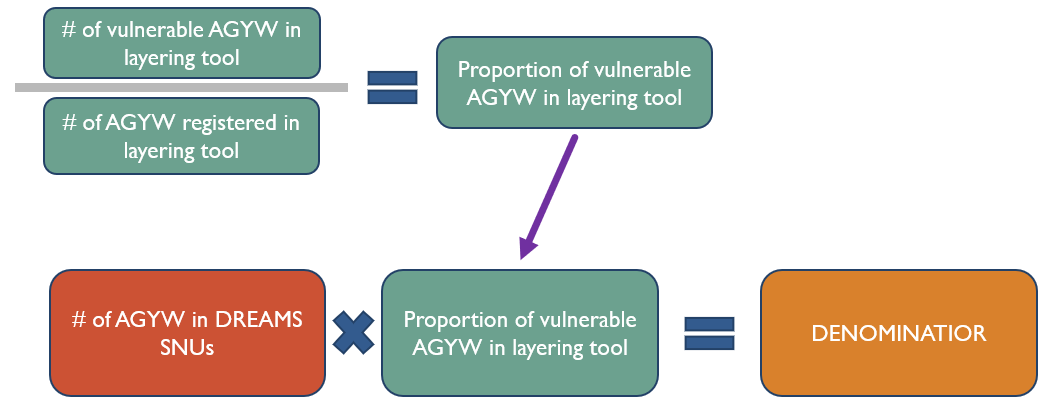 # of vulnerable AGYW in
layering tool
# of AGYW registered in
layering tool
Proportion of vulnerable
AGYW in layering tool
# of AGYW in DREAMS
SNUs
Proportion of vulnerable
AGYW in layering tool
DENOMINATIOR